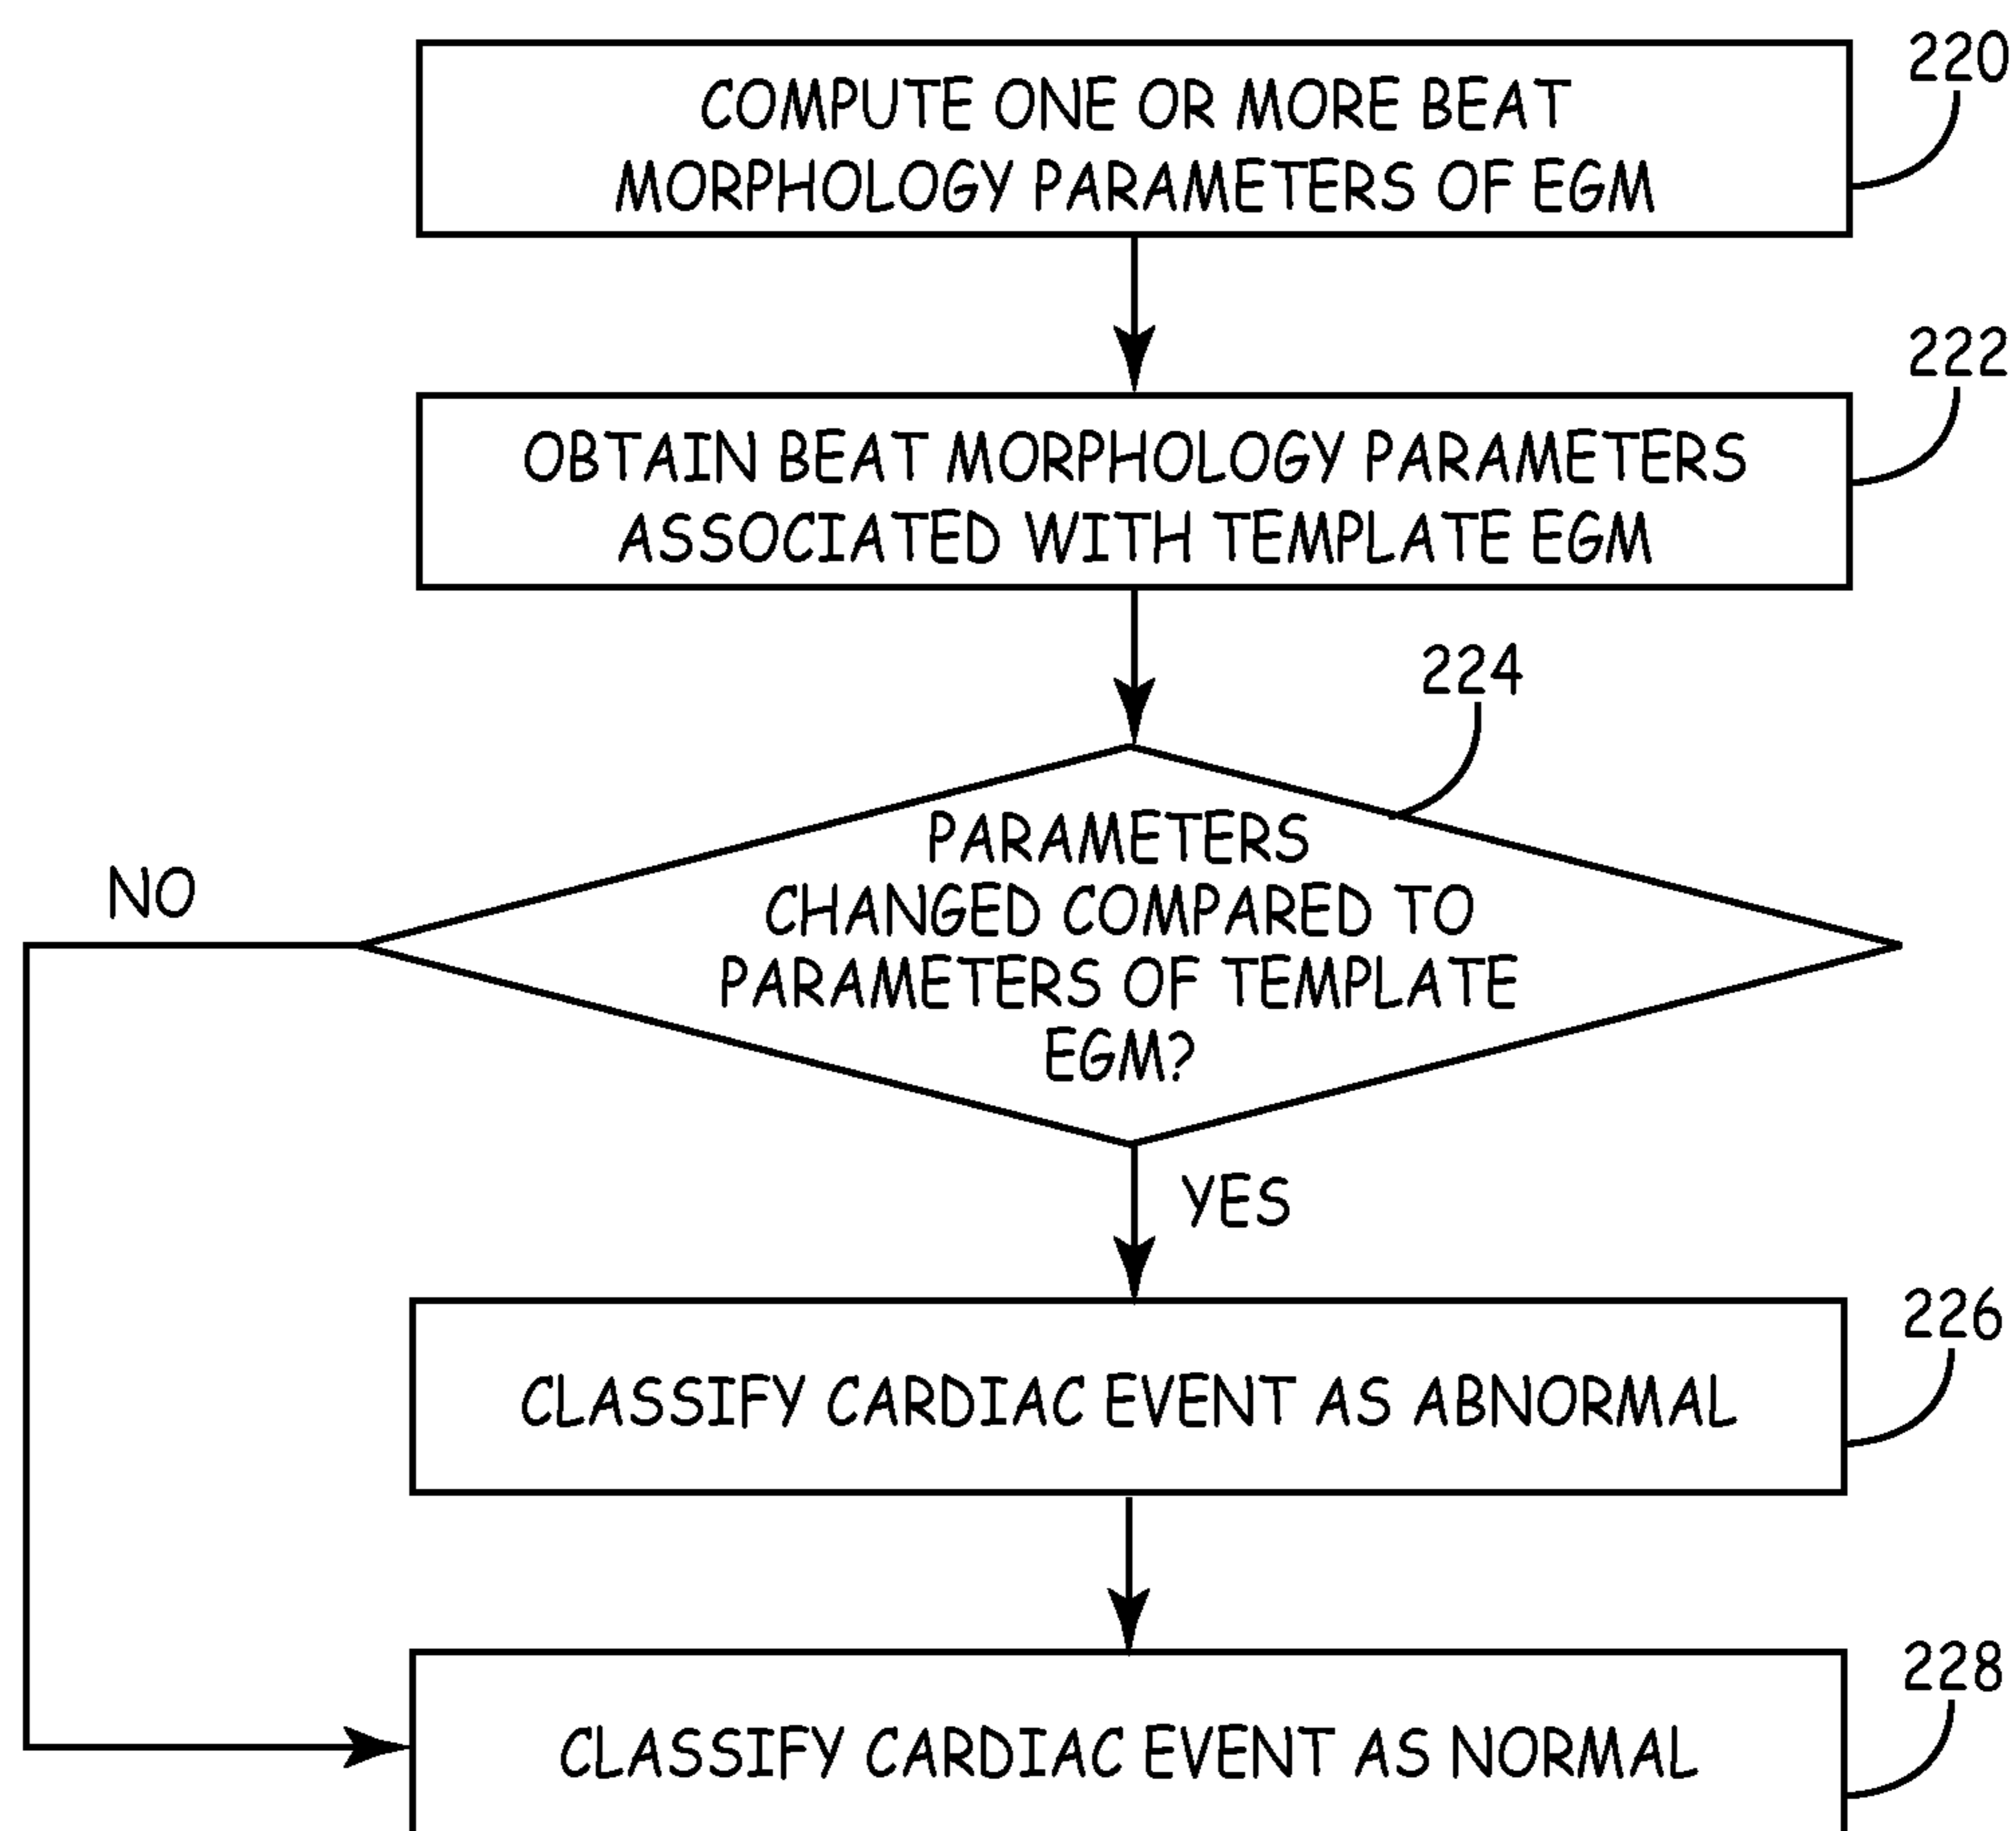 220
COMPUTE ONE OR MORE BEAT
MORPHOLOGY PARAMETERS OF EGM
222
OBTAIN BEAT MORPHOLOGY PARAMETERS
ASSOCIATED WITH TEMPLATE EGM
224
PARAMETERS
CHANGED COMPARED TO
PARAMETERS OF TEMPLATE
EGM?
NO
YES
226
CLASSIFY CARDIAC EVENT AS ABNORMAL
228
CLASSIFY CARDIAC EVENT AS NORMAL